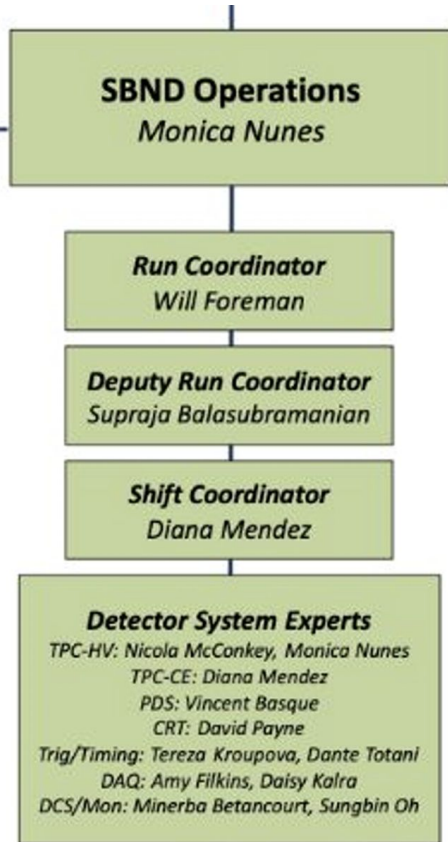 SBND Operations
Monica Nunes
Run Coordinator
Will Foreman
Deputy Run Coordinator
Supraja Balasubramanian
Shift Coordinator
Diana Mendez
Detector System Experts
TPC-HV: Nicola McConkey, Monica Nunes
TPC-CE: Diana Mendez
PDS: Vincent Basque
CRT: David Payne
Trig/Timing: Tereza Kroupova, Dante Totani
DAQ: Amy Filkins, Daisy Kalra
DCS/Mon: Minerba Betancourt, Sungbin Oh